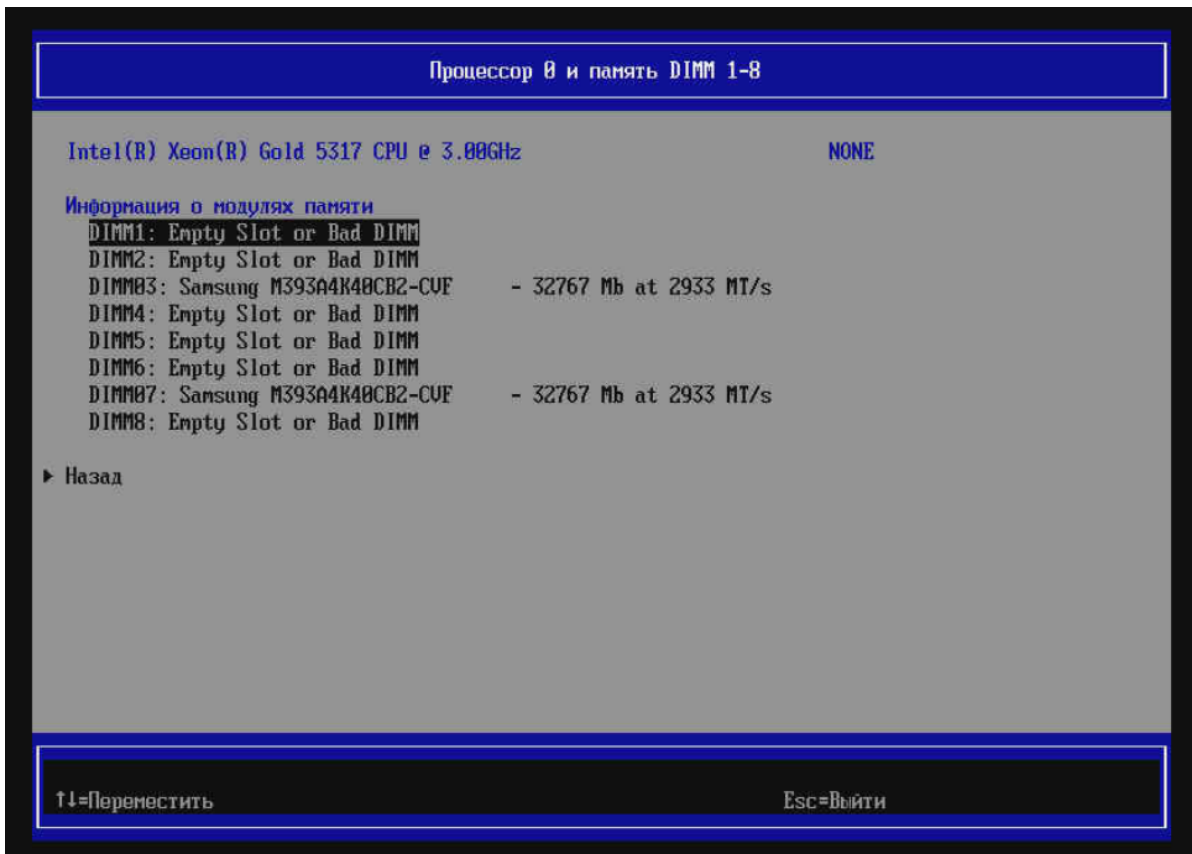 Процессор 0 и память DIMM 1-8
Intel(R) Xeon(R) Gold 5317 CPU @ 3.00GHz NONE
Информация о модулях памяти
DIMM1: Empty Slot or Bad DIMM
DIMM2: Empty Slot or Bad DIMM
DIMM03: Samsung M393A4K40CB2-CVF - 32767 Mb at 2933 MT/s
DIMM4: Empty Slot or Bad DIMM
DIMM5: Empty Slot or Bad DIMM
DIMM6: Empty Slot or Bad DIMM
DIMM07: Samsung M393A4K40CB2-CVF - 32767 Mb at 2933 MT/s
DIMM8: Empty Slot or Bad DIMM
▶ Назад
↑↓=Переместить Esc=Выйти